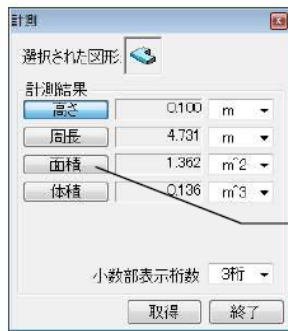 計測
選択された図形
計測結果
高さ 0.100 m
周長 4.731 m
面積 1.362 m^2
体積 0.136 m^3
小数部表示桁数 3桁
取得 終了